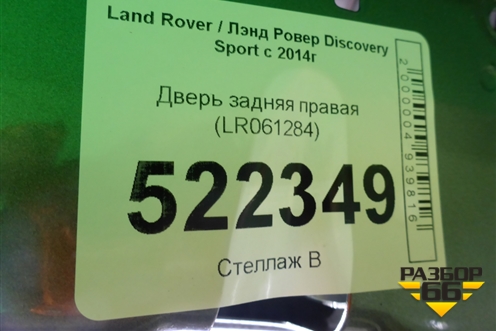 Land Rover / Лэнд Ровер Discovery
Sport с 2014г
Дверь задняя правая
(LR061284)
522349
Стеллаж В
2000004939816
РАЗБОР
66